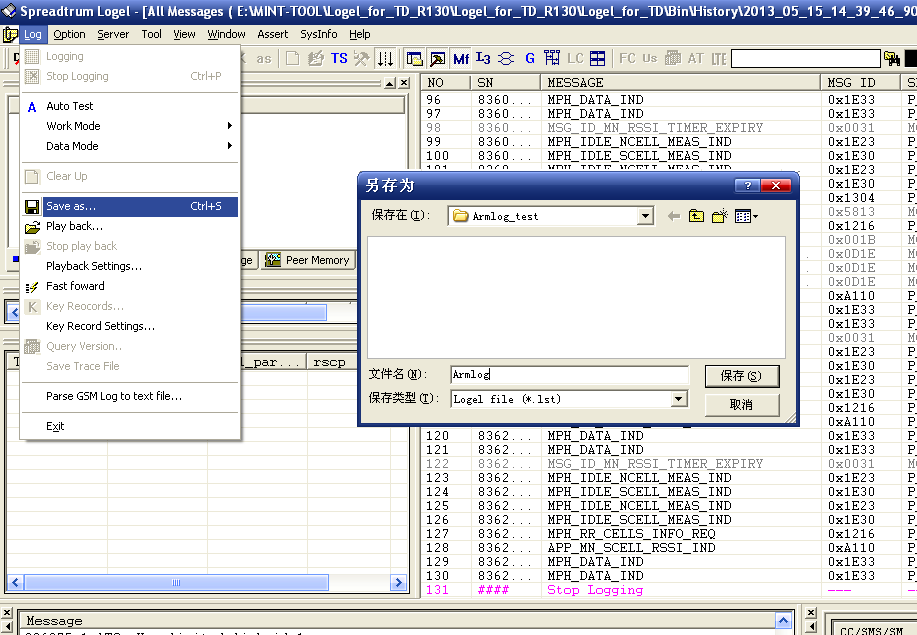 Spreadtrum Logel - [All Messages ( E:\MINT-TOOL\Logel_for_TD_R130\Logel_for_TD_R130\Logel_for_TD\Bin\History\2013_05_15_14_39_46_90
Log Option Server Tool View Window Assert SysInfo Help
as TS Mf L3 G LC FC Us AT LTE
Logging
Stop Logging Ctrl+P
Auto Test
Work Mode
Data Mode
Clear Up
Save as... Ctrl+S
Play back...
Stop play back
Playback Settings...
Fast foward
Key Reocords...
Key Record Settings...
Query Version..
Save Trace File
Parse GSM Log to text file...
Exit
ge Peer Memory
_par... rscp
NO SN MESSAGE MSG ID
96 8360... MPH_DATA_IND 0x1E33 P_
97 8360... MPH_DATA_IND 0x1E33 P_
98 8360... MSG_ID_MN_RSSI_TIMER_EXPIRY 0x0031
99 8360... MPH_IDLE_NCELL_MEAS_IND 0x1E23 P_
100 8360... MPH_IDLE_SCELL_MEAS_IND 0x1E30 P_
0x1E23
0x1E30
0x1304
0x5813
0x1216
0x001B
0x0D1E
0x0D1E
0x0D1E
0xA110
0x1E33
0x1E33
0x0031
0x1E23
0x1E30
0x1E23
0x1E30
0x1216
0xA110
另存为
保存在(I): Armlog_test
文件名(N): Armlog
保存(S)
保存类型(T): Logel file (*.lst)
取消
120 8362... MPH_DATA_IND 0x1E33
121 8362... MPH_DATA_IND 0x1E33
122 8362... MSG_ID_MN_RSSI_TIMER_EXPIRY 0x0031
123 8362... MPH_IDLE_NCELL_MEAS_IND 0x1E23
124 8362... MPH_IDLE_SCELL_MEAS_IND 0x1E30
125 8362... MPH_IDLE_NCELL_MEAS_IND 0x1E23
126 8362... MPH_IDLE_SCELL_MEAS_IND 0x1E30
127 8362... MPH_RR_CELLS_INFO_REQ 0x1216
128 8362... APP_MN_SCELL_RSSI_IND 0xA110
129 8362... MPH_DATA_IND 0x1E33
130 8362... MPH_DATA_IND 0x1E33
131 #### Stop Logging ---
Message
CC/SMS/SM